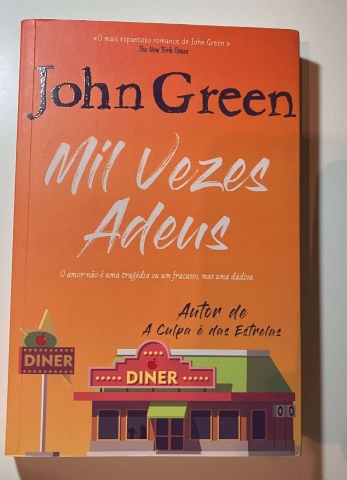 «O mais espantoso romance de John Green.»
The New York Times
John Green
Mil Vezes
Adeus
O amor não é uma tragédia ou um fracasso, mas uma dádiva.
Autor de
A Culpa é das Estrelas
DINER
DINER